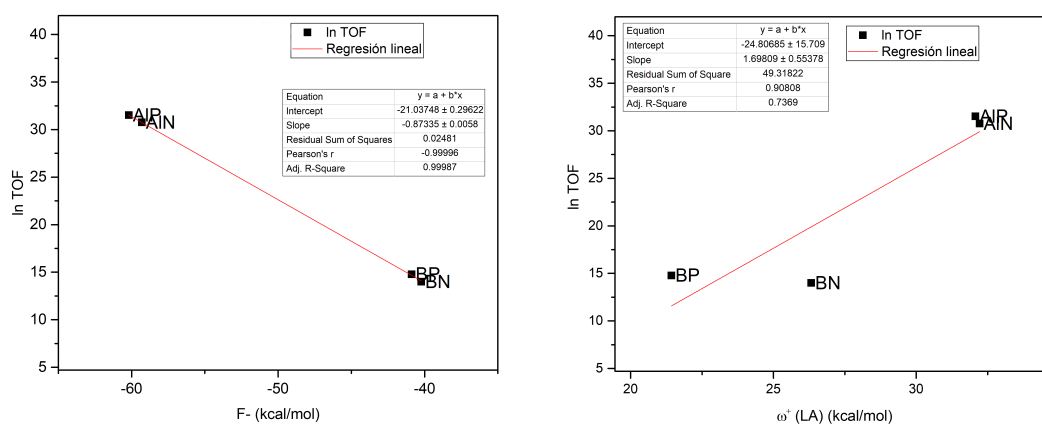 40
35
30
25
20
15
10
5
ln TOF
-60
-50
-40
F- (kcal/mol)
ln TOF
Regresión lineal
Equation y = a + b*x
Intercept -21.03748 ± 0.29622
Slope -0.87335 ± 0.0058
Residual Sum of Squares 0.02481
Pearson's r -0.99996
Adj. R-Square 0.99987
AlP
AlN
BP
BN
40
35
30
25
20
15
10
5
ln TOF
20
25
30
ω⁺ (LA) (kcal/mol)
Equation y = a + b*x
Intercept -24.80685 ± 15.709
Slope 1.69809 ± 0.55378
Residual Sum of Square 49.31822
Pearson's r 0.90808
Adj. R-Square 0.7369
ln TOF
Regresión lineal
AlP
AlN
BP
BN